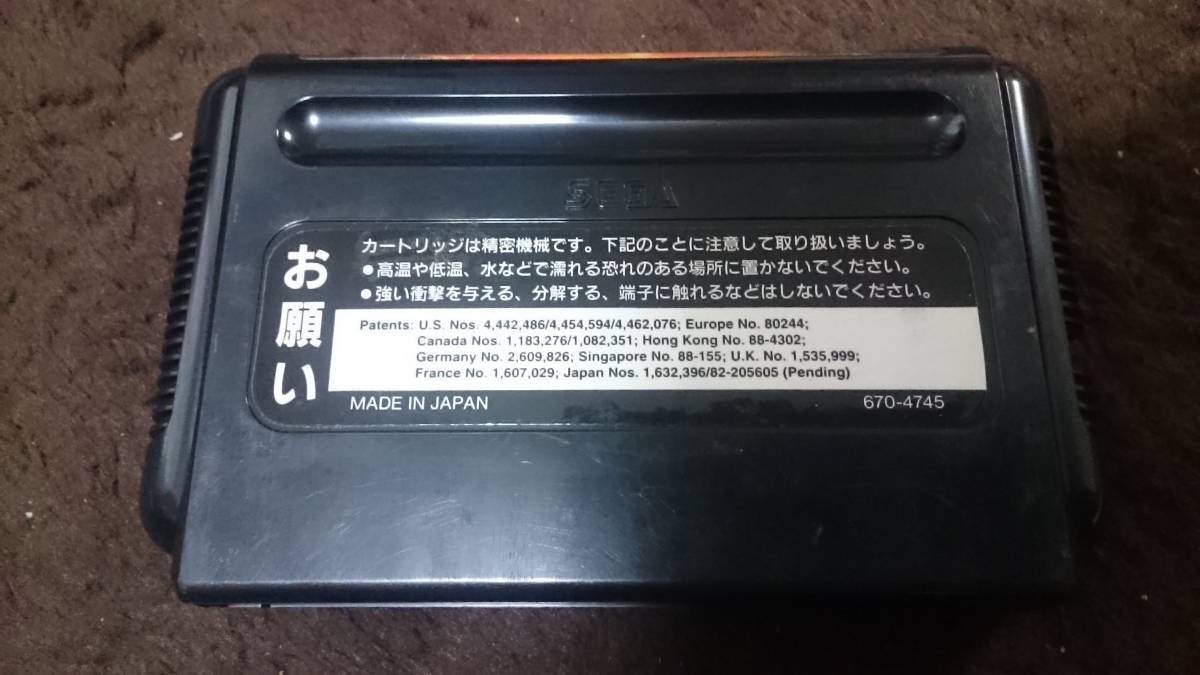 SEGA
お願い
カートリッジは精密機械です。下記のことに注意して取り扱いましょう。
●高温や低温、水などで濡れる恐れのある場所に置かないでください。
●強い衝撃を与える、分解する、端子に触れるなどはしないでください。
Patents: U.S. Nos. 4,442,486/4,454,594/4,462,076; Europe No. 80244;
Canada Nos. 1,183,276/1,082,351; Hong Kong No. 88-4302;
Germany No. 2,609,826; Singapore No. 88-155; U.K. No. 1,535,999;
France No. 1,607,029; Japan Nos. 1,632,396/82-205605 (Pending)
MADE IN JAPAN 670-4745